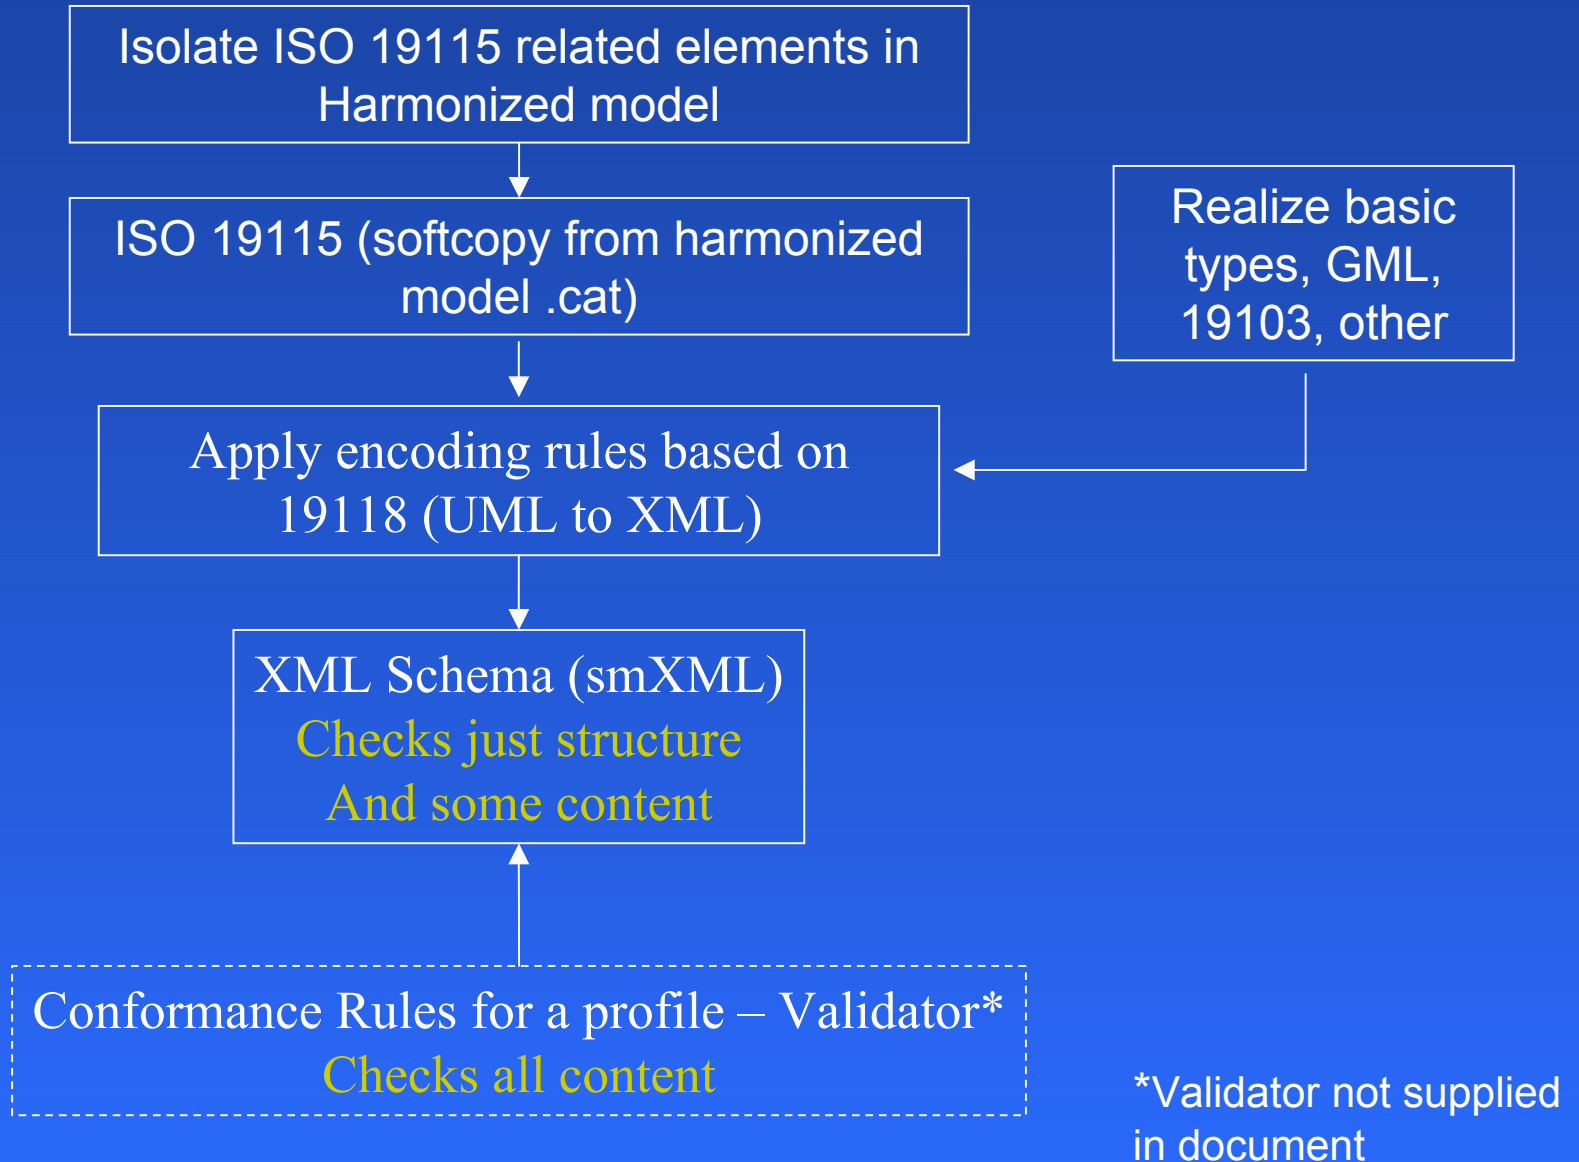 Isolate ISO 19115 related elements in
Harmonized model
ISO 19115 (softcopy from harmonized
model .cat)
Realize basic
types, GML,
19103, other
Apply encoding rules based on
19118 (UML to XML)
XML Schema (smXML)
Checks just structure
And some content
Conformance Rules for a profile – Validator*
Checks all content
*Validator not supplied
in document